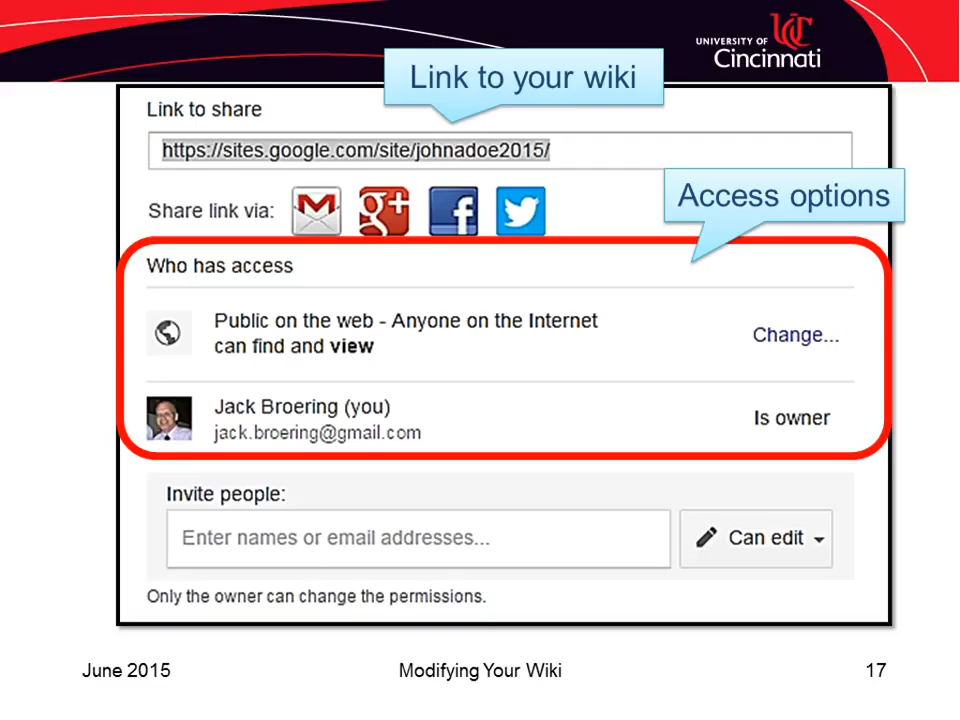 UNIVERSITY OF
Cincinnati
Link to your wiki
Link to share
https://sites.google.com/site/johnadoe2015/
Access options
Share link via:
Who has access
Public on the web - Anyone on the Internet
can find and view
Change...
Jack Broering (you)
jack.broering@gmail.com
Is owner
Invite people:
Enter names or email addresses...
Can edit
Only the owner can change the permissions.
June 2015
Modifying Your Wiki
17